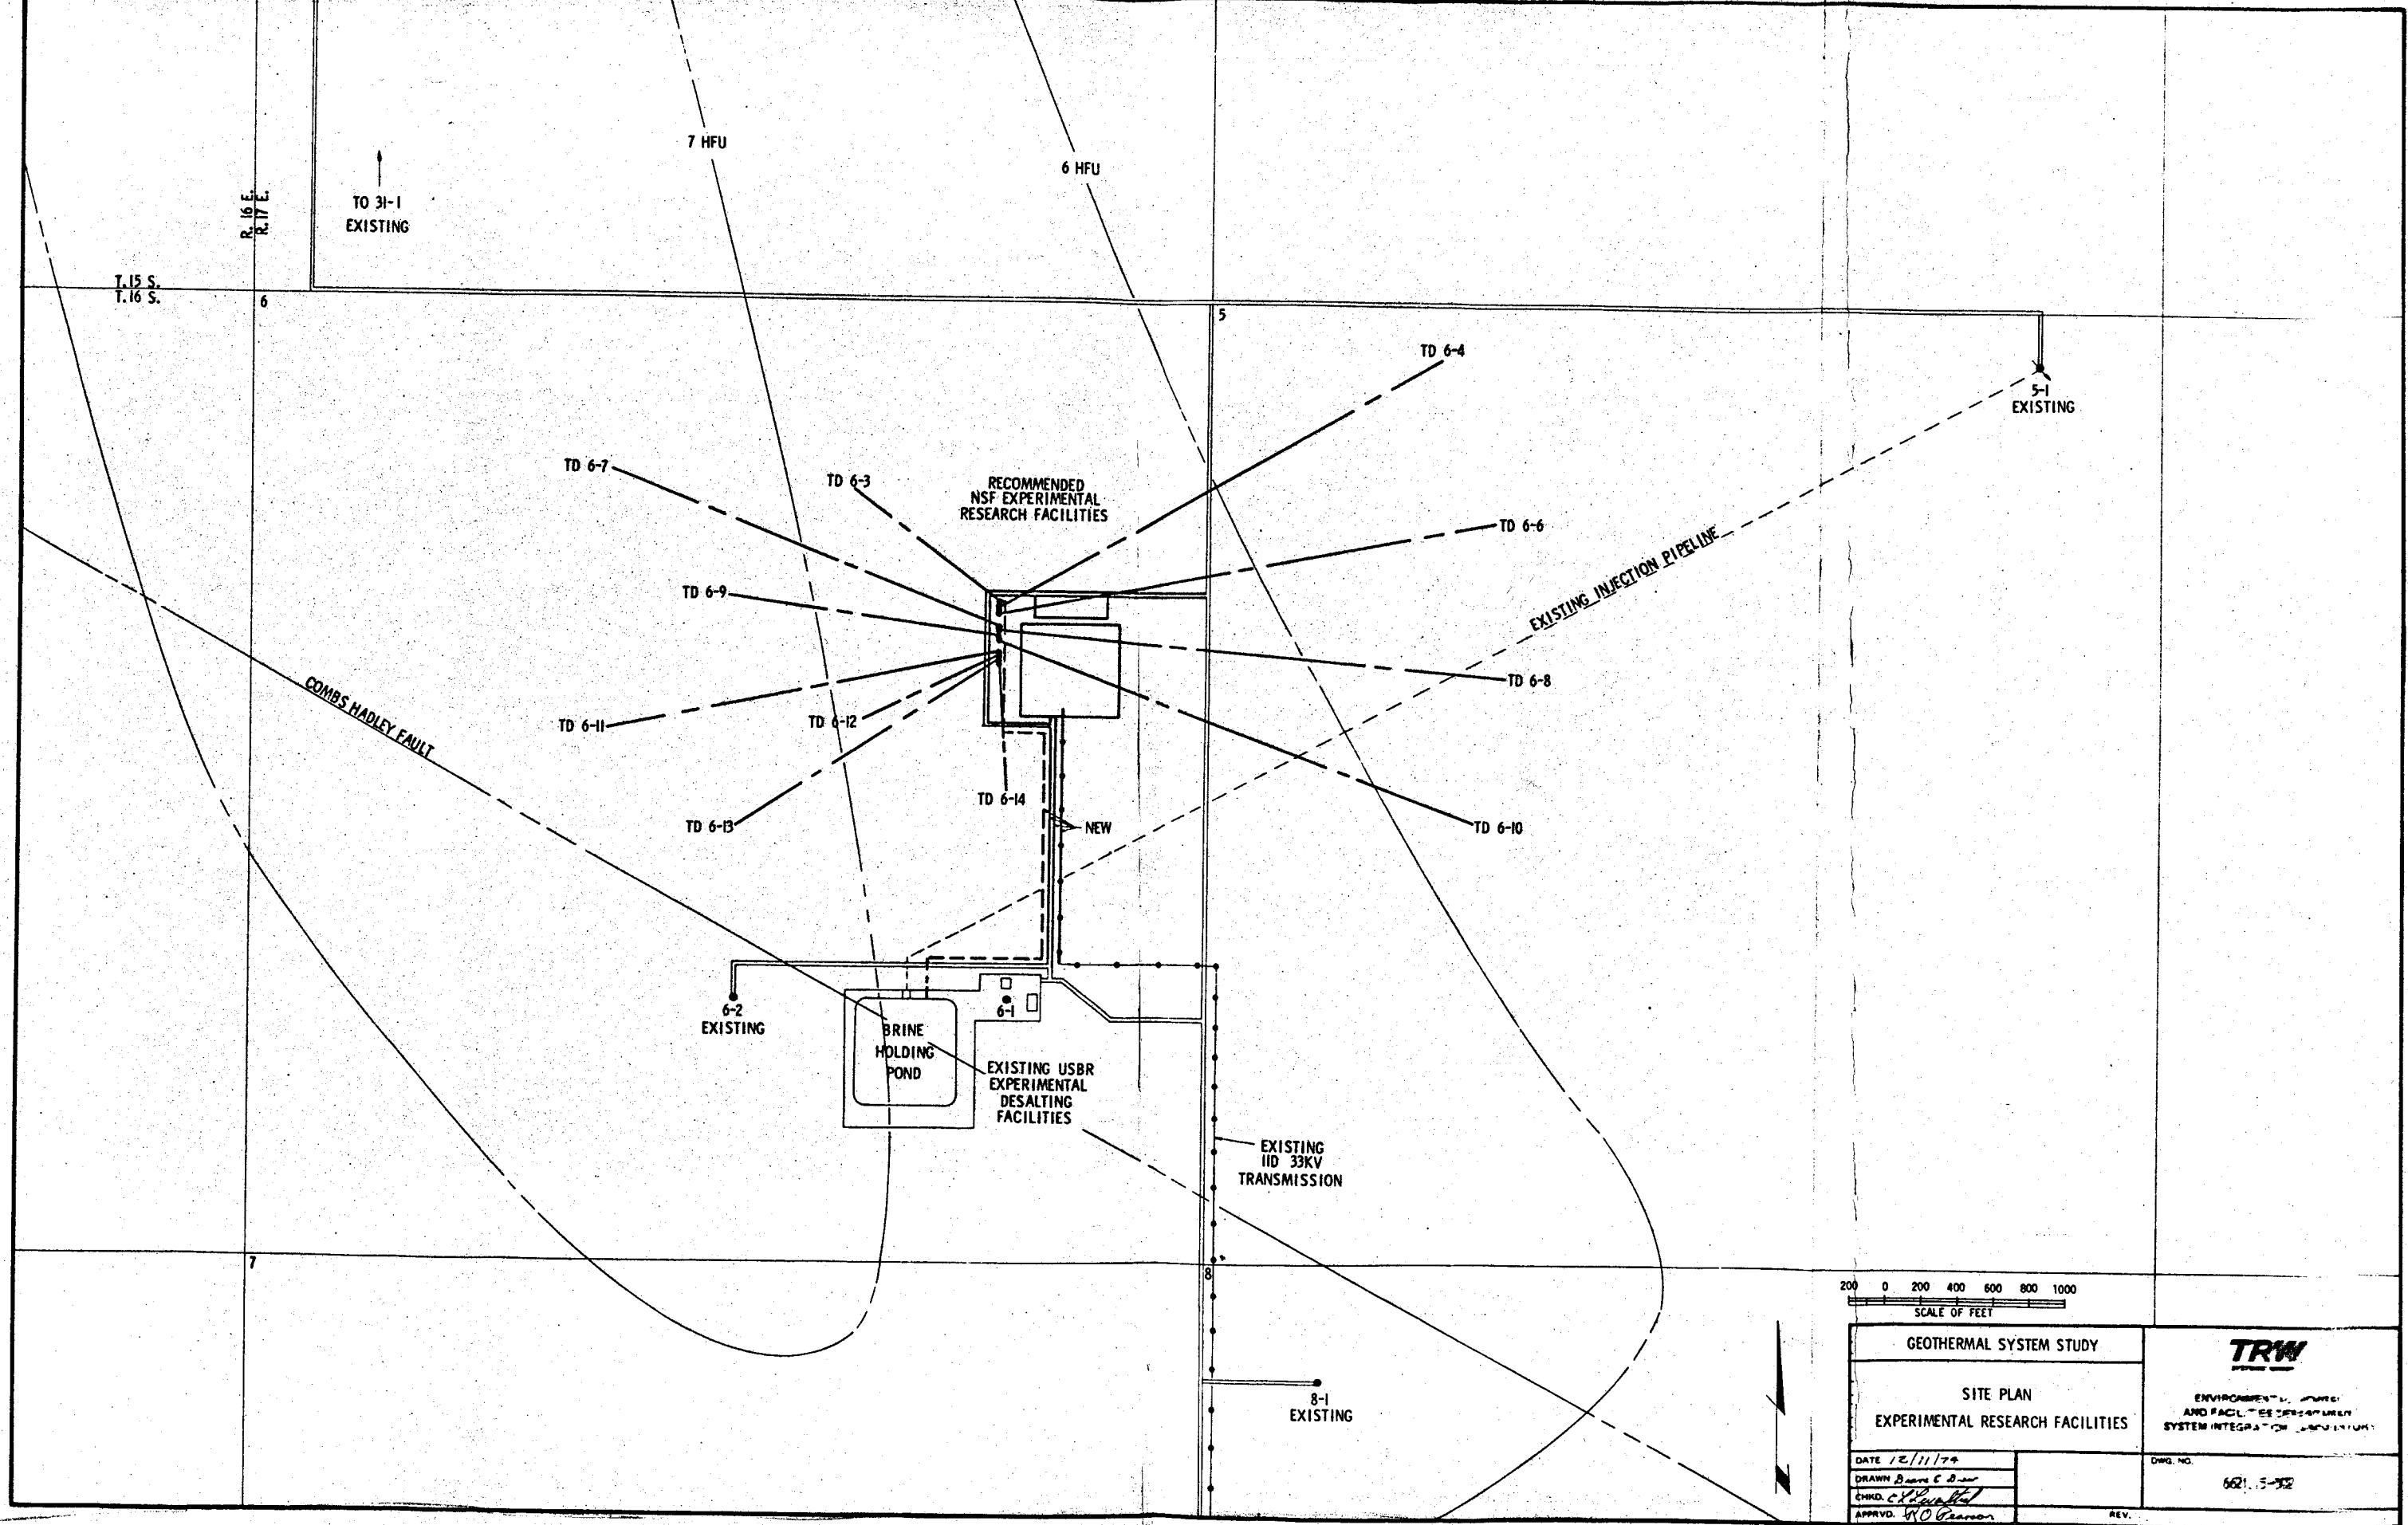 7 HFU
6 HFU
R. 16 E.
R. 17 E.
TO 31-1
EXISTING
T. 15 S.
T. 16 S.
6
5
TD 6-4
5-1
EXISTING
TD 6-7
TD 6-3
RECOMMENDED
NSF EXPERIMENTAL
RESEARCH FACILITIES
TD 6-6
EXISTING INJECTION PIPELINE
TD 6-9
TD 6-8
COMBS HADLEY FAULT
TD 6-11
TD 6-12
TD 6-14
TD 6-13
NEW
TD 6-10
6-2
EXISTING
6-1
BRINE
HOLDING
POND
EXISTING USBR
EXPERIMENTAL
DESALTING
FACILITIES
EXISTING
IID 33KV
TRANSMISSION
7
8
8-1
EXISTING
200 0 200 400 600 800 1000
SCALE OF FEET
GEOTHERMAL SYSTEM STUDY
SITE PLAN
EXPERIMENTAL RESEARCH FACILITIES
TRW
AND FACILITIES
SYSTEM INTEGRATION
DATE 12/11/74
DRAWN
CHKD.
APPRVD. R O Pearson
DWG. NO.
REV.